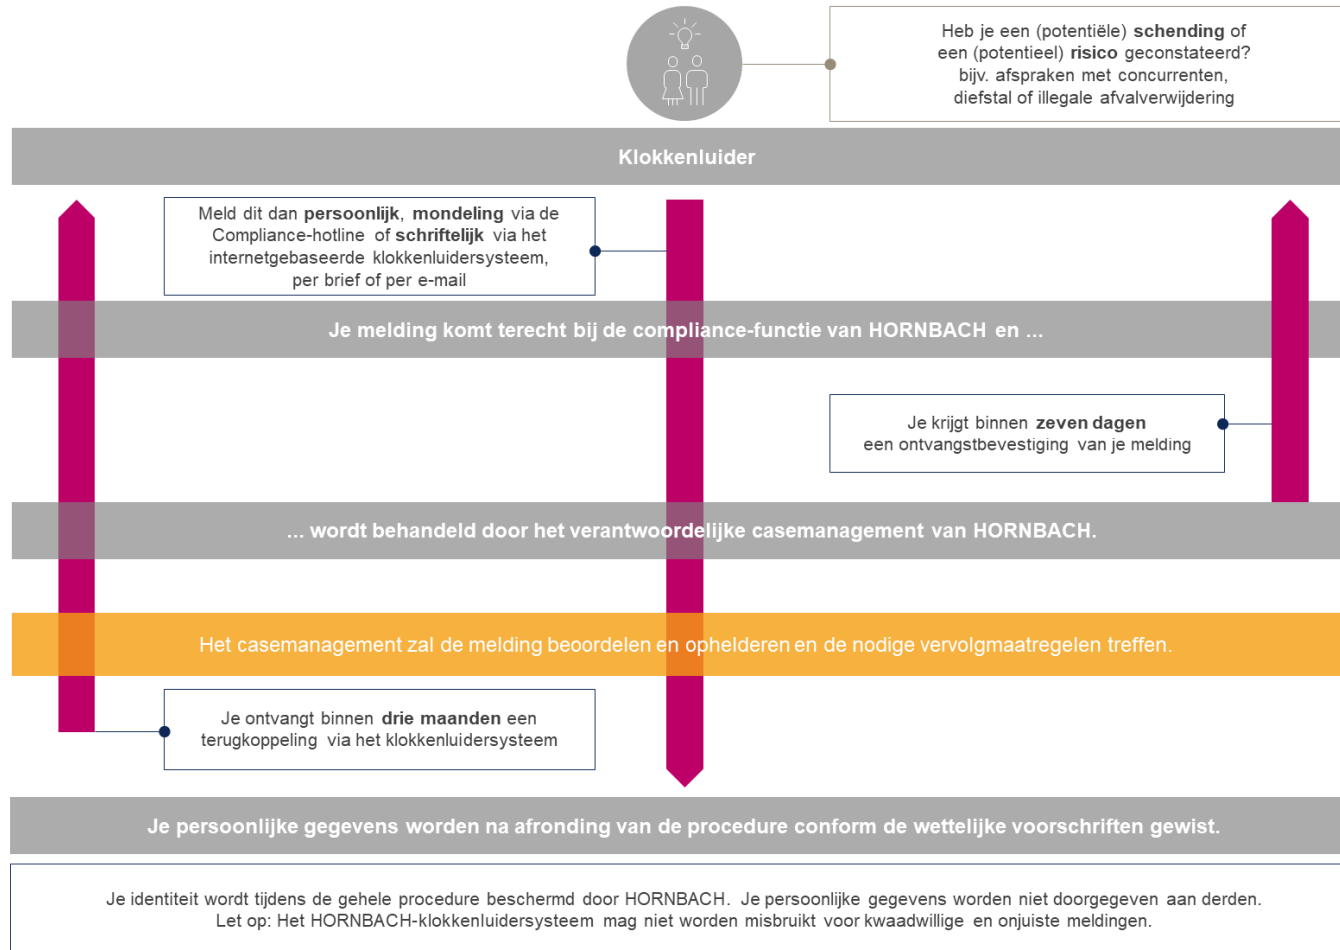 Heb je een (potentiële) schending of
een (potentieel) risico geconstateerd?
bijv. afspraken met concurrenten,
diefstal of illegale afvalverwijdering
Klokkenluider
Meld dit dan persoonlijk, mondeling via de
Compliance-hotline of schriftelijk via het
internetgebaseerde klokkenluidersysteem,
per brief of per e-mail
Je melding komt terecht bij de compliance-functie van HORNBACH en ...
Je krijgt binnen zeven dagen
een ontvangstbevestiging van je melding
... wordt behandeld door het verantwoordelijke casemanagement van HORNBACH.
Het casemanagement zal de melding beoordelen en ophelderen en de nodige vervolgmaatregelen treffen.
Je ontvangt binnen drie maanden een
terugkoppeling via het klokkenluidersysteem
Je persoonlijke gegevens worden na afronding van de procedure conform de wettelijke voorschriften gewist.
Je identiteit wordt tijdens de gehele procedure beschermd door HORNBACH. Je persoonlijke gegevens worden niet doorgegeven aan derden.
Let op: Het HORNBACH-klokkenluidersysteem mag niet worden misbruikt voor kwaadwillige en onjuiste meldingen.